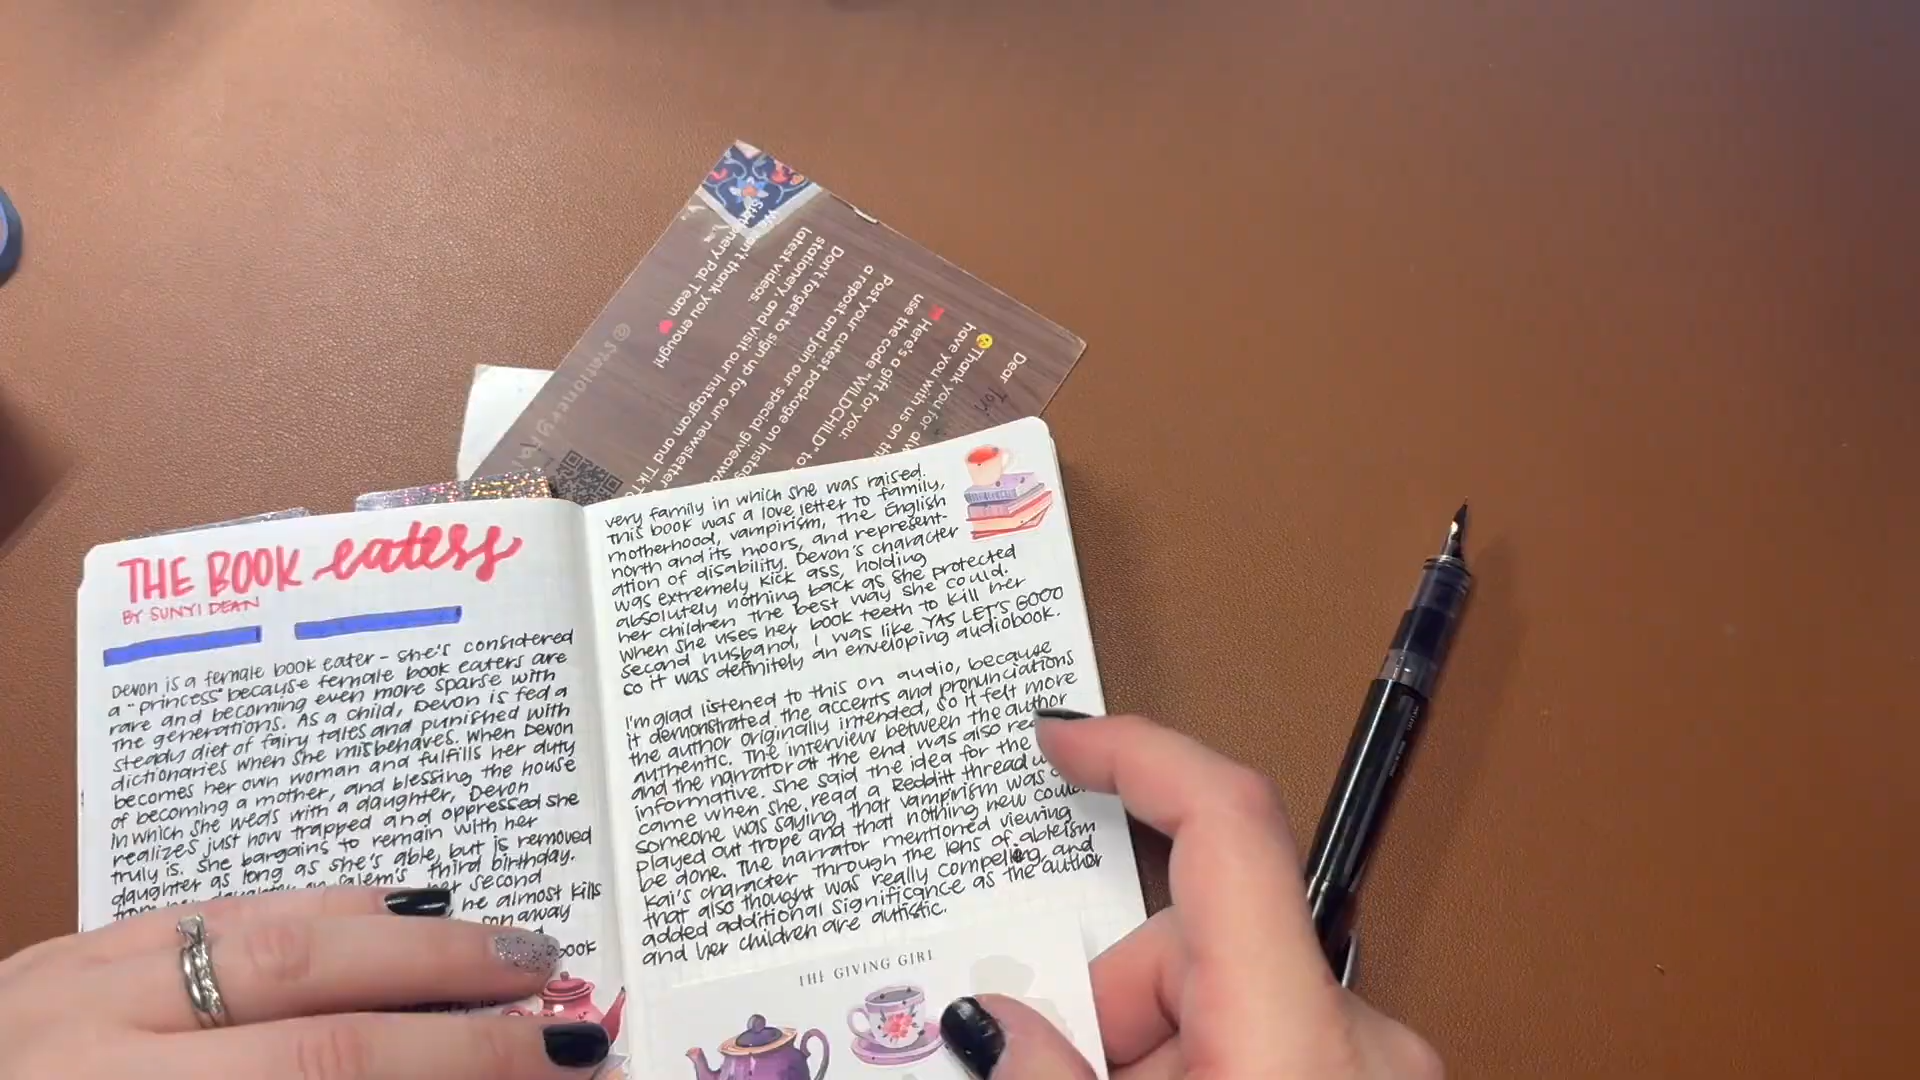 THE BOOK eaters
BY SUNYI DEAN
Devon is a female book eater - she's considered
a "princess" because female book eaters are
rare and becoming even more sparse with
the generations. As a child, Devon is fed a
steady diet of fairy tales and punished with
dictionaries when she misbehaves. When Devon
becomes her own woman and fulfills her duty
of becoming a mother, and blessing the house
in which she weds with a daughter, Devon
realizes just how trapped and oppressed she
truly is. She bargains to remain with her
daughter as long as she's able, but is removed
from her daughter on Salem's third birthday.
her second
he almost kills
son away
book
very family in which she was raised.
This book was a love letter to family,
motherhood, vampirism, the English
north and its moors, and represent-
ation of disability. Devon's character
was extremely kick ass, holding
absolutely nothing back as she protected
her children the best way she could.
When she uses her book teeth to kill her
second husband, I was like YAS LET'S GOOO
so it was definitely an enveloping audiobook.
I'm glad listened to this on audio, because
it demonstrated the accents and pronunciations
the author originally intended, so it felt more
authentic. The interview between the author
and the narrator at the end was also
informative. She said the idea for the
came when she read a Redditt thread
someone was saying that vampirism was
played out trope and that nothing new could
be done. The narrator mentioned viewing
Kai's character through the lens of ableism
that also thought was really compelling, and
added additional significance as the author
and her children are autistic.
THE GIVING GIRL
Dear Tori
Thank you for
have you with us on
Here's a gift for you:
use the code "WILDCHILD" to
Post your cutest package on
a repost and join our special
Don't forget to sign up for our newsletter
stationery, and visit our Instagram and
latest videos.
We can't thank you enough!
Stationery Pal Team